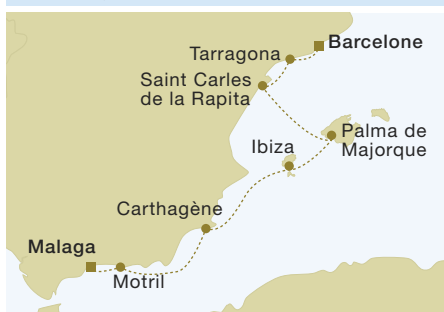 Barcelone
Tarragona
Saint Carles
de la Rapita
Palma de
Majorque
Ibiza
Carthagène
Malaga
Motril